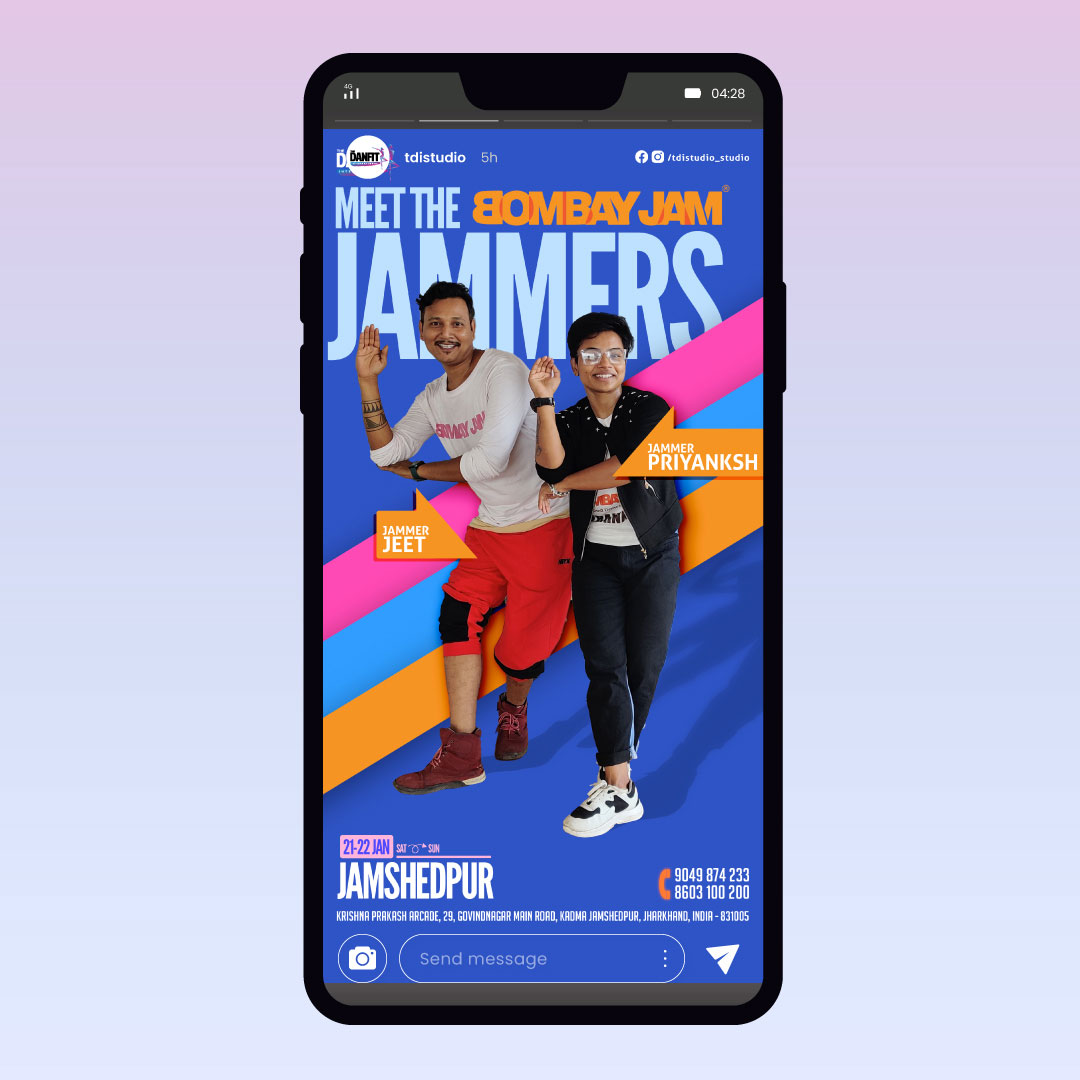 4G
04:28
DANFIT
tdistudio 5h
/tdistudio_studio
MEET THE BOMBAY JAM®
JAMMERS
BOMBAY JAM
JAMMER
PRIYANKSH
JAMMER
JEET
21-22 JAN SAT SUN
JAMSHEDPUR
9049 874 233
8603 100 200
KRISHNA PRAKASH ARCADE, 29, GOVINDNAGAR MAIN ROAD, KADMA JAMSHEDPUR, JHARKHAND, INDIA - 831005
Send message